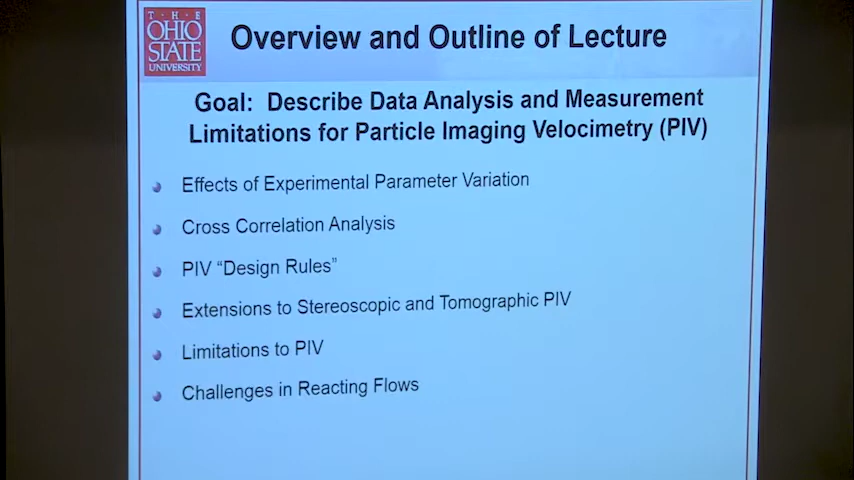 T · H · E
OHIO
STATE
UNIVERSITY
Overview and Outline of Lecture
Goal: Describe Data Analysis and Measurement
Limitations for Particle Imaging Velocimetry (PIV)
Effects of Experimental Parameter Variation
Cross Correlation Analysis
PIV “Design Rules”
Extensions to Stereoscopic and Tomographic PIV
Limitations to PIV
Challenges in Reacting Flows